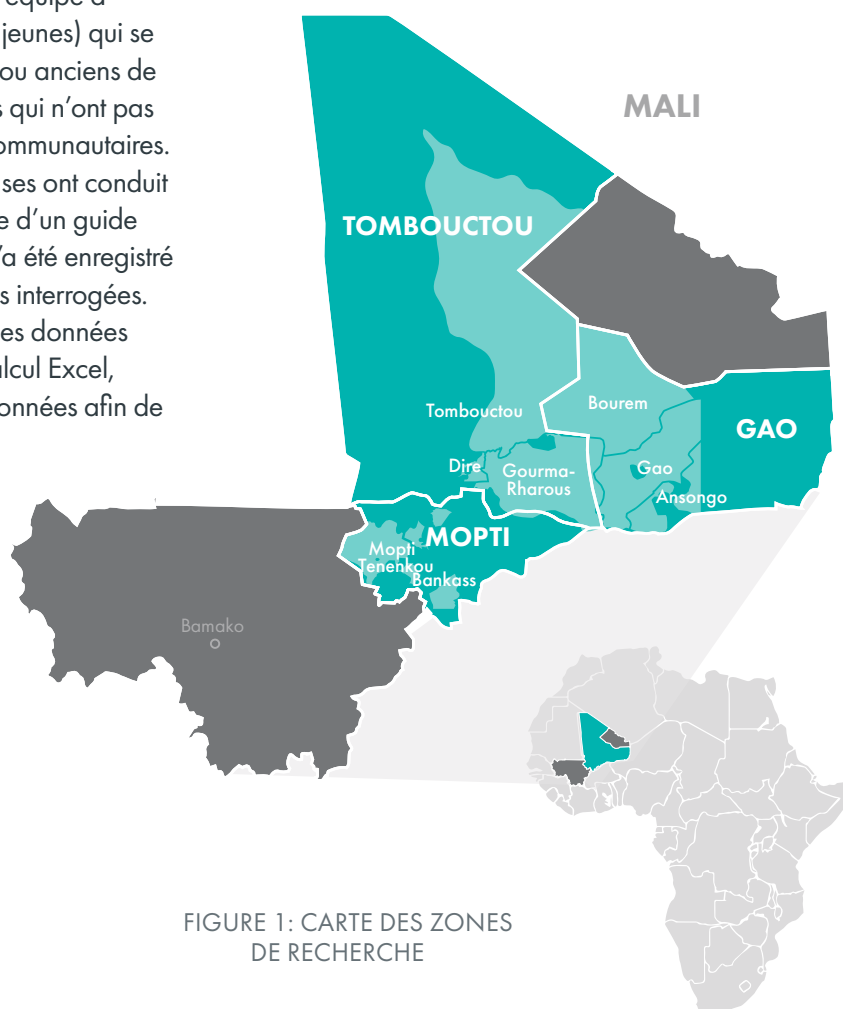 équipe a
jeunes) qui se
ou anciens de
s qui n'ont pas
ommunautaires.
ses ont conduit
e d'un guide
a été enregistré
s interrogées.
es données
lcul Excel,
onnées afin de
MALI
TOMBOUCTOU
Tombouctou
Bourem
GAO
Dire
Gourma-
Rharous
Gao
Ansongo
MOPTI
Mopti
Tenenkou
Bankass
Bamako
FIGURE 1: CARTE DES ZONES
DE RECHERCHE